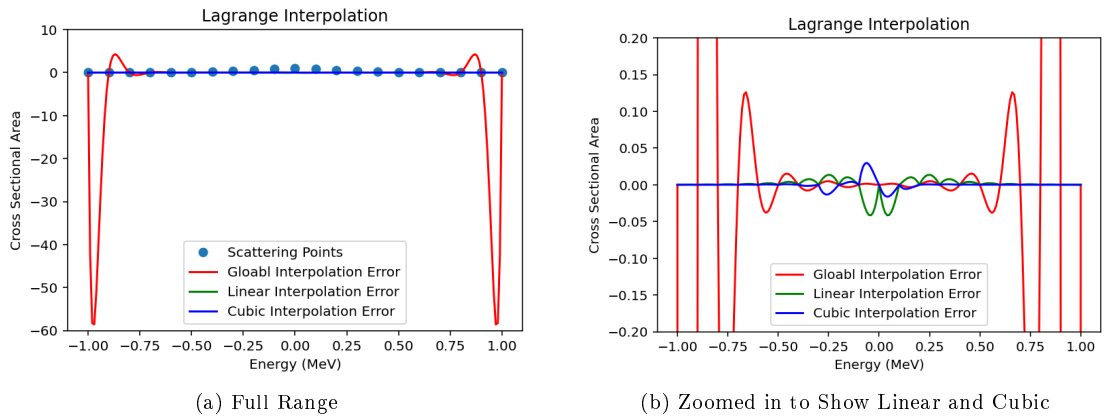 Lagrange Interpolation
10
0
−10
−20
−30
−40
−50
−60
Cross Sectional Area
Scattering Points
Gloabl Interpolation Error
Linear Interpolation Error
Cubic Interpolation Error
−1.00 −0.75 −0.50 −0.25 0.00 0.25 0.50 0.75 1.00
Energy (MeV)
(a) Full Range
Lagrange Interpolation
0.20
0.15
0.10
0.05
0.00
−0.05
−0.10
−0.15
−0.20
Cross Sectional Area
Gloabl Interpolation Error
Linear Interpolation Error
Cubic Interpolation Error
−1.00 −0.75 −0.50 −0.25 0.00 0.25 0.50 0.75 1.00
Energy (MeV)
(b) Zoomed in to Show Linear and Cubic